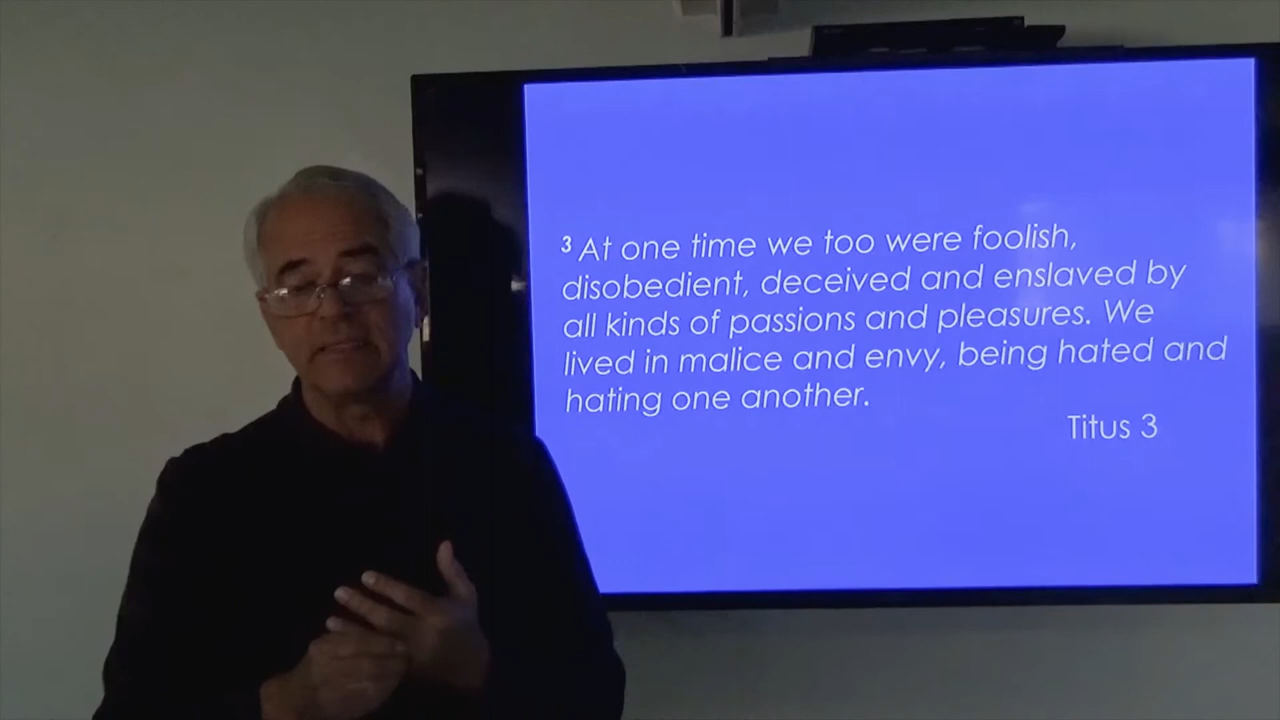 3 At one time we too were foolish,
disobedient, deceived and enslaved by
all kinds of passions and pleasures. We
lived in malice and envy, being hated and
hating one another.
Titus 3